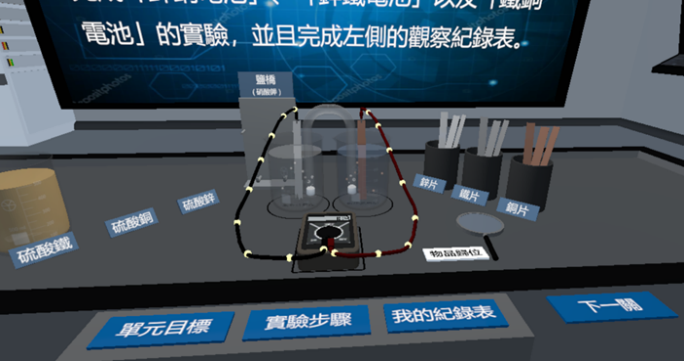 電池」的實驗，並且完成左側的觀察紀錄表。
鹽橋
(硫酸鉀)
鋅片
鐵片
銅片
硫酸鋅
硫酸銅
硫酸鐵
物品歸位
單元目標
實驗步驟
我的紀錄表
下一關